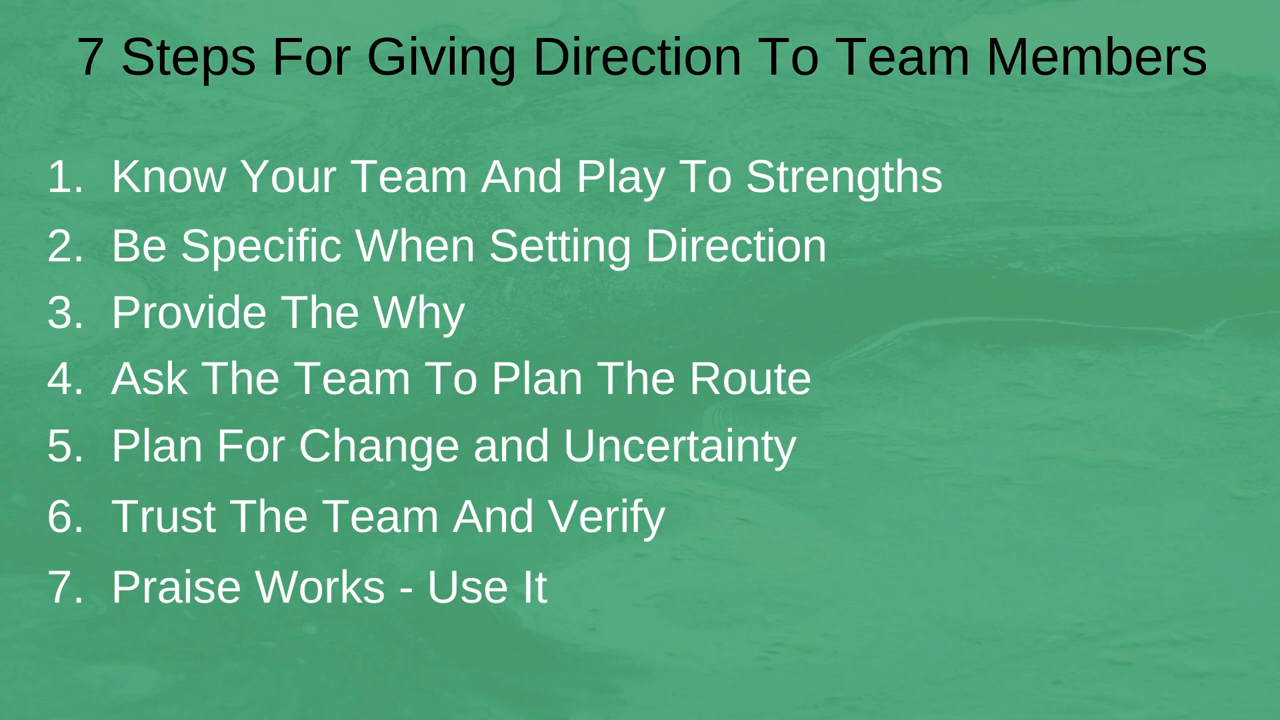 7 Steps For Giving Direction To Team Members
1. Know Your Team And Play To Strengths
2. Be Specific When Setting Direction
3. Provide The Why
4. Ask The Team To Plan The Route
5. Plan For Change and Uncertainty
6. Trust The Team And Verify
7. Praise Works - Use It